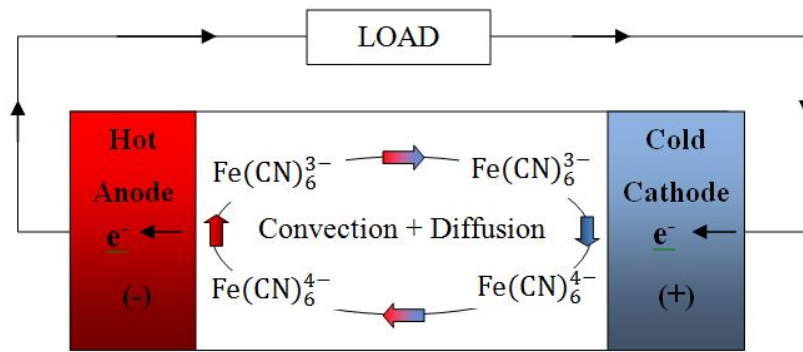 LOAD
Hot
Anode
e⁻
(-)
Fe(CN)₆³⁻
Fe(CN)₆³⁻
Convection + Diffusion
Fe(CN)₆⁴⁻
Fe(CN)₆⁴⁻
Cold
Cathode
e⁻
(+)